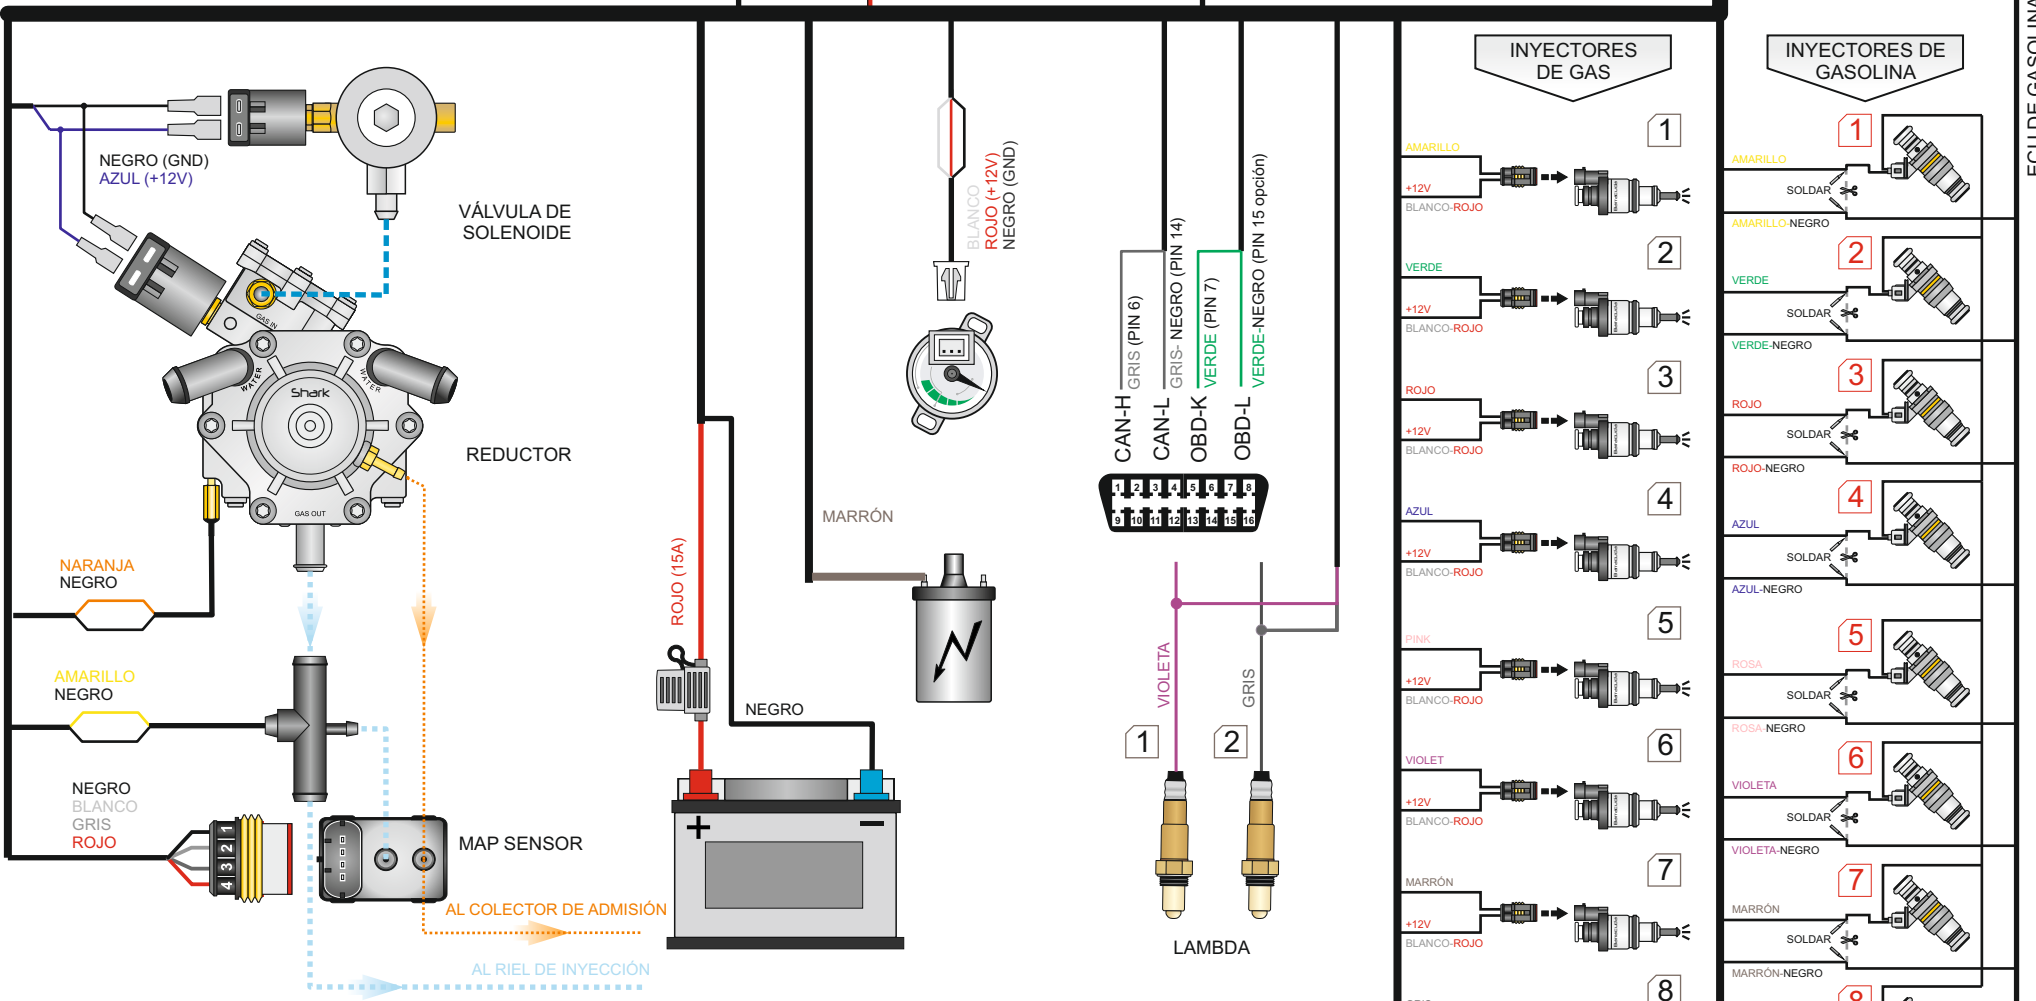 NEGRO (GND)
AZUL (+12V)
VÁLVULA DE
SOLENOIDE
GAS IN
WATER
WATER
Shark
GAS OUT
REDUCTOR
NARANJA
NEGRO
AMARILLO
NEGRO
NEGRO
BLANCO
GRIS
ROJO
1
2
3
4
MAP SENSOR
AL COLECTOR DE ADMISIÓN
AL RIEL DE INYECCIÓN
ROJO (15A)
NEGRO
+
−
MARRÓN
BLANCO
ROJO (+12V)
NEGRO (GND)
GRIS (PIN 6)
GRIS- NEGRO (PIN 14)
VERDE (PIN 7)
VERDE-NEGRO (PIN 15 opción)
CAN-H
CAN-L
OBD-K
OBD-L
1 2 3 4 5 6 7 8
9 10 11 12 13 14 15 16
VIOLETA
GRIS
1
2
LAMBDA
INYECTORES
DE GAS
1
AMARILLO
+12V
BLANCO-ROJO
2
VERDE
+12V
BLANCO-ROJO
3
ROJO
+12V
BLANCO-ROJO
4
AZUL
+12V
BLANCO-ROJO
5
PINK
+12V
BLANCO-ROJO
6
VIOLET
+12V
BLANCO-ROJO
7
MARRÓN
+12V
BLANCO-ROJO
8
INYECTORES DE
GASOLINA
1
AMARILLO
SOLDAR
AMARILLO-NEGRO
2
VERDE
SOLDAR
VERDE-NEGRO
3
ROJO
SOLDAR
ROJO-NEGRO
4
AZUL
SOLDAR
AZUL-NEGRO
5
ROSA
SOLDAR
ROSA-NEGRO
6
VIOLETA
SOLDAR
VIOLETA-NEGRO
7
MARRÓN
SOLDAR
MARRÓN-NEGRO
8
ECU DE GASOLINA